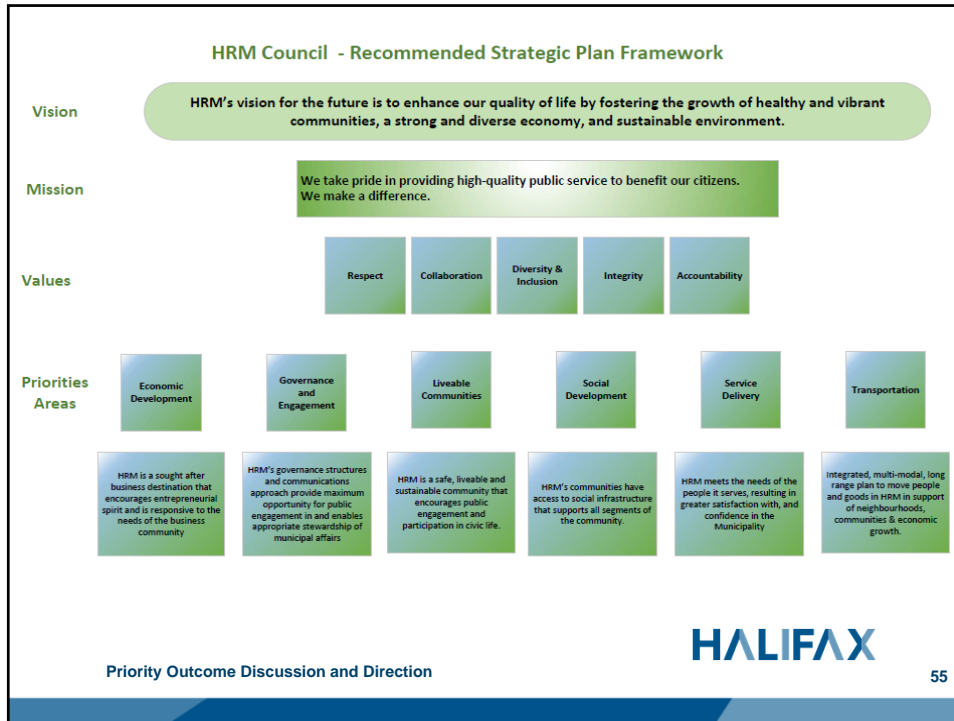 HRM Council - Recommended Strategic Plan Framework
Vision
HRM's vision for the future is to enhance our quality of life by fostering the growth of healthy and vibrant
communities, a strong and diverse economy, and sustainable environment.
Mission
We take pride in providing high-quality public service to benefit our citizens.
We make a difference.
Values
Respect
Collaboration
Diversity &
Inclusion
Integrity
Accountability
Priorities
Areas
Economic
Development
Governance
and
Engagement
Liveable
Communities
Social
Development
Service
Delivery
Transportation
HRM is a sought after
business destination that
encourages entrepreneurial
spirit and is responsive to the
needs of the business
community
HRM's governance structures
and communications
approach provide maximum
opportunity for public
engagement in and enables
appropriate stewardship of
municipal affairs
HRM is a safe, liveable and
sustainable community that
encourages public
engagement and
participation in civic life.
HRM's communities have
access to social infrastructure
that supports all segments of
the community.
HRM meets the needs of the
people it serves, resulting in
greater satisfaction with, and
confidence in the
Municipality
Integrated, multi-modal, long
range plan to move people
and goods in HRM in support
of neighbourhoods,
communities & economic
growth.
HALIFAX
Priority Outcome Discussion and Direction
55